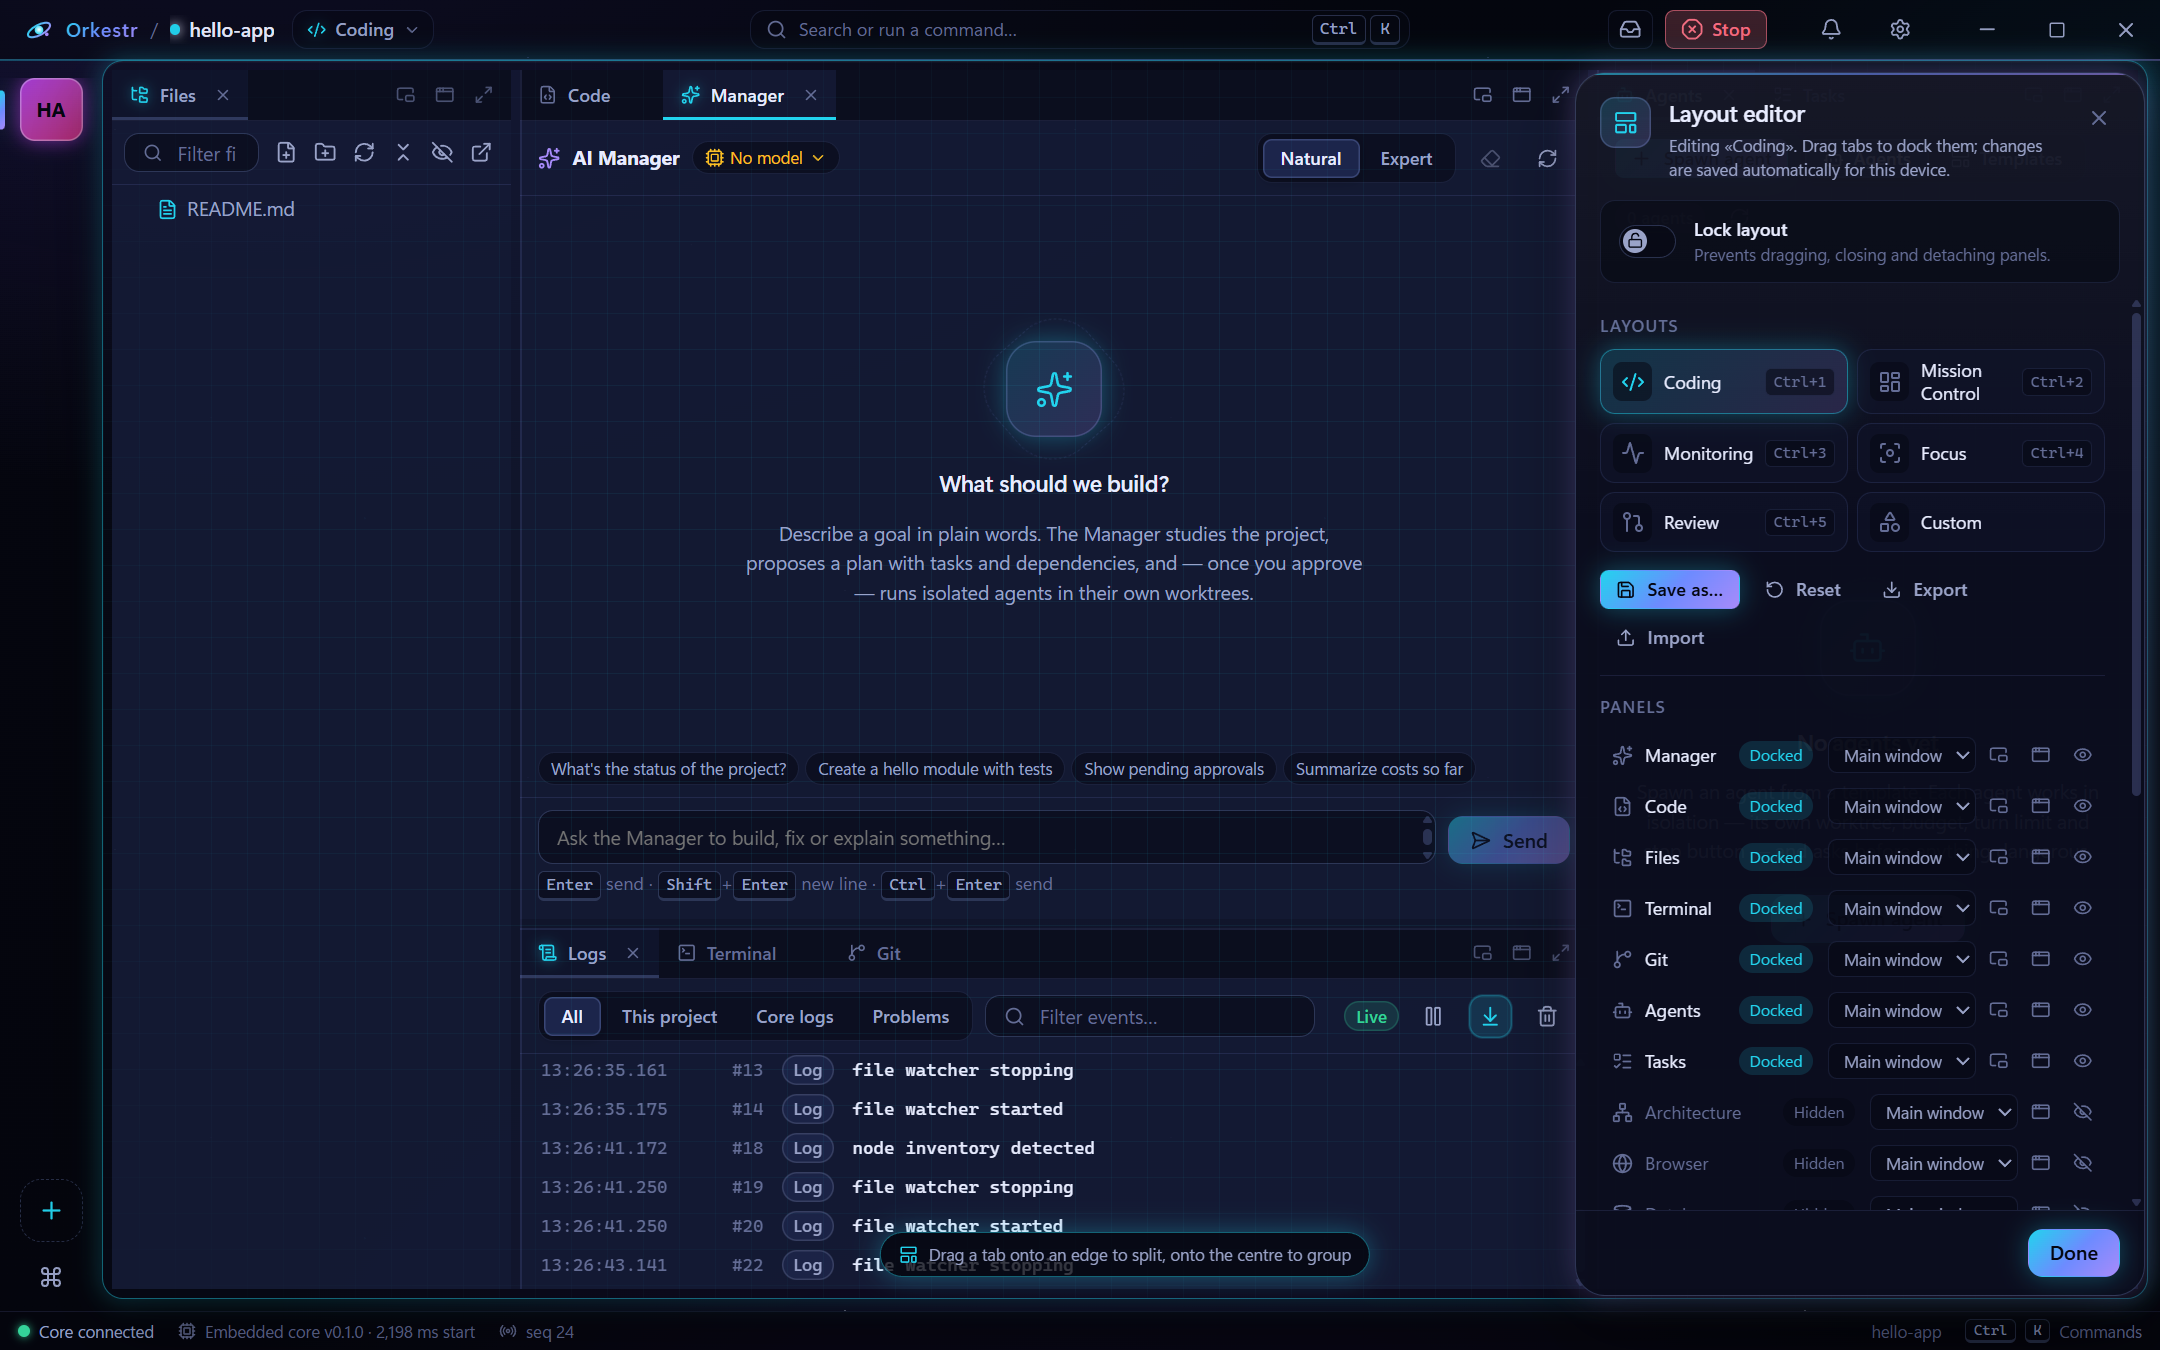 Orkestr / hello-app
Coding
Search or run a command...
Ctrl K
Stop
HA
Files
Filter fi
README.md
Code
Manager
AI Manager
No model
Natural
Expert
What should we build?
Describe a goal in plain words. The Manager studies the project,
proposes a plan with tasks and dependencies, and — once you approve
— runs isolated agents in their own worktrees.
What's the status of the project?
Create a hello module with tests
Show pending approvals
Summarize costs so far
Ask the Manager to build, fix or explain something...
Send
Enter send · Shift + Enter new line · Ctrl + Enter send
Logs
Terminal
Git
All
This project
Core logs
Problems
Filter events...
Live
13:26:35.161 #13 Log file watcher stopping
13:26:35.175 #14 Log file watcher started
13:26:41.172 #18 Log node inventory detected
13:26:41.250 #19 Log file watcher stopping
13:26:41.250 #20 Log file watcher started
13:26:43.141 #22 Log file watcher stopping
Drag a tab onto an edge to split, onto the centre to group
Layout editor
Editing «Coding». Drag tabs to dock them; changes
are saved automatically for this device.
Lock layout
Prevents dragging, closing and detaching panels.
LAYOUTS
Coding Ctrl+1
Mission Control Ctrl+2
Monitoring Ctrl+3
Focus Ctrl+4
Review Ctrl+5
Custom
Save as...
Reset
Export
Import
PANELS
Manager Docked Main window
Code Docked Main window
Files Docked Main window
Terminal Docked Main window
Git Docked Main window
Agents Docked Main window
Tasks Docked Main window
Architecture Hidden Main window
Browser Hidden Main window
Done
Core connected
Embedded core v0.1.0 · 2,198 ms start
seq 24
hello-app
Ctrl K Commands